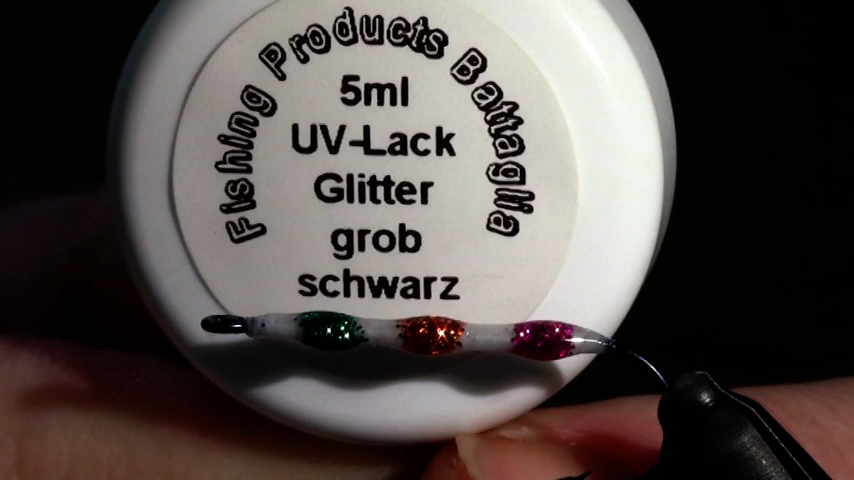 Fishing Products Battaglia
5ml
UV-Lack
Glitter
grob
schwarz